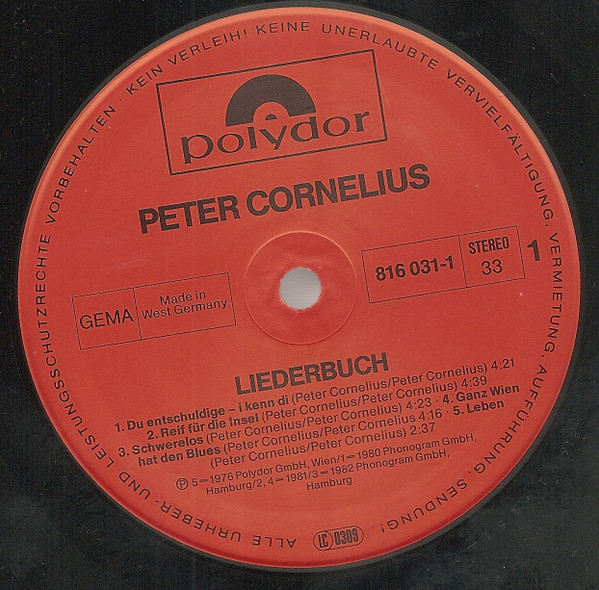 ALLE URHEBER- UND LEISTUNGSSCHUTZRECHTE VORBEHALTEN · KEIN VERLEIH! KEINE UNERLAUBTE VERVIELFÄLTIGUNG, VERMIETUNG, AUFFÜHRUNG, SENDUNG!
polydor
PETER CORNELIUS
GEMA
Made in
West Germany
816 031-1
STEREO
33
1
LIEDERBUCH
1. Du entschuldige – i kenn di (Peter Cornelius/Peter Cornelius) 4:21
2. Reif für die Insel (Peter Cornelius/Peter Cornelius) 4:39
3. Schwerelos (Peter Cornelius/Peter Cornelius) 4:23 · 4. Ganz Wien
hat den Blues (Peter Cornelius/Peter Cornelius 4:16 · 5. Leben
(Peter Cornelius/Peter Cornelius) 2:37
Ⓟ 5=1976 Polydor GmbH, Wien/1=1980 Phonogram GmbH,
Hamburg/2, 4=1981/3=1982 Phonogram GmbH,
Hamburg
LC 0309